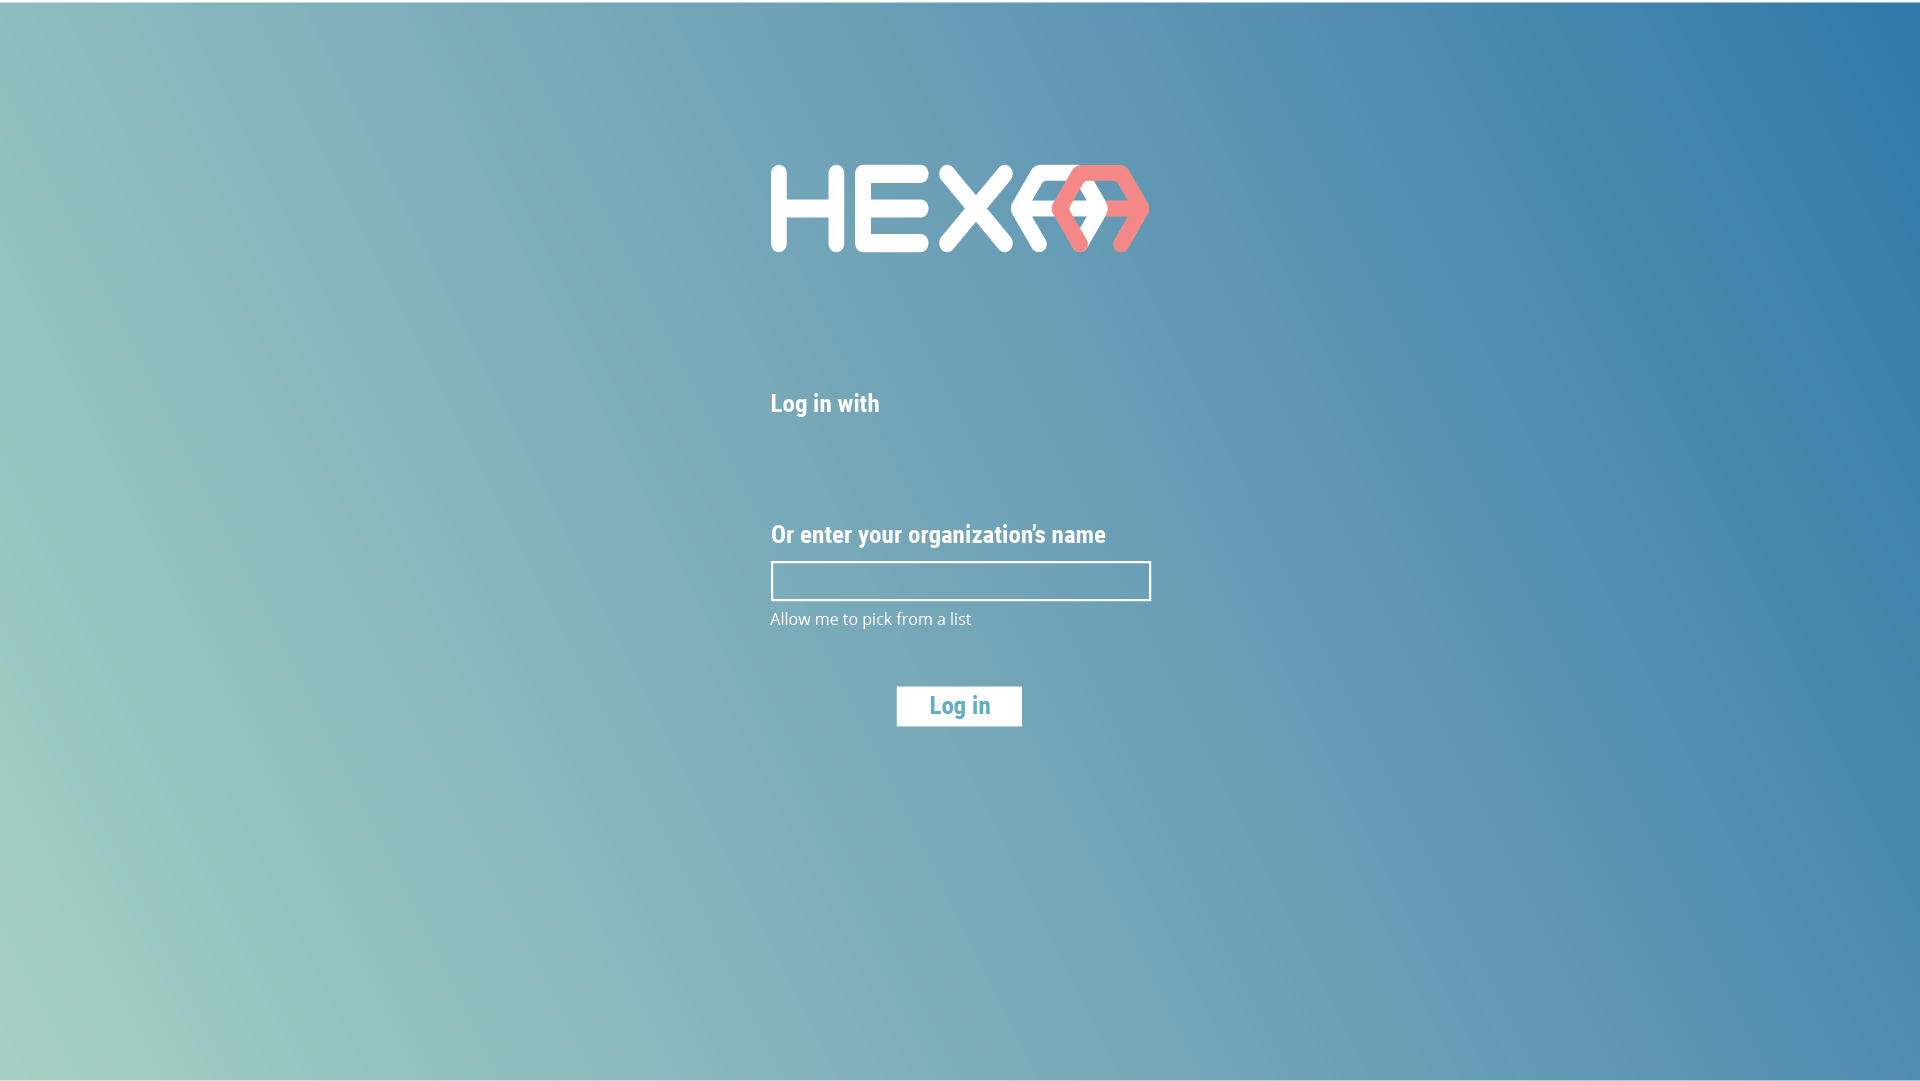 HEXAA
Log in with
Or enter your organization's name
Allow me to pick from a list
Log in